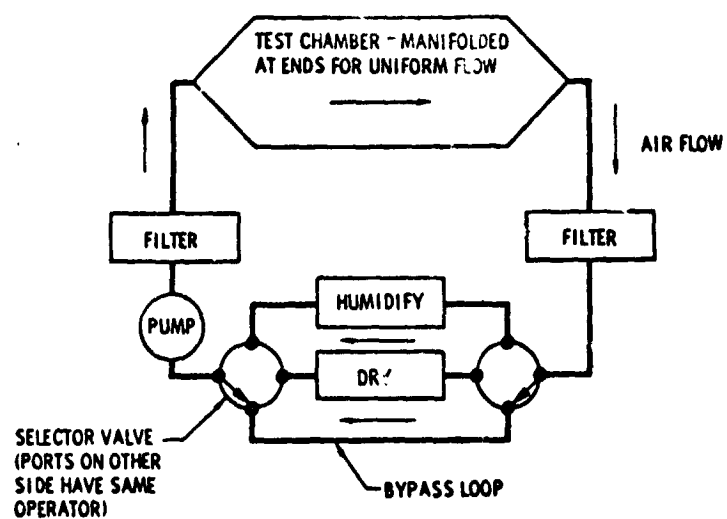 TEST CHAMBER - MANIFOLDED
AT ENDS FOR UNIFORM FLOW
AIR FLOW
FILTER
FILTER
HUMIDIFY
PUMP
DRY
SELECTOR VALVE
(PORTS ON OTHER
SIDE HAVE SAME
OPERATOR)
BYPASS LOOP